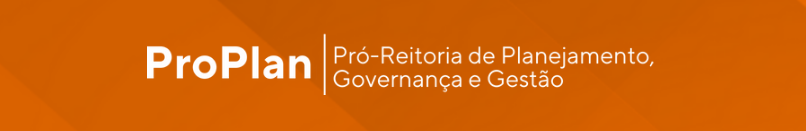 ProPlan
Pró-Reitoria de Planejamento,
Governança e Gestão